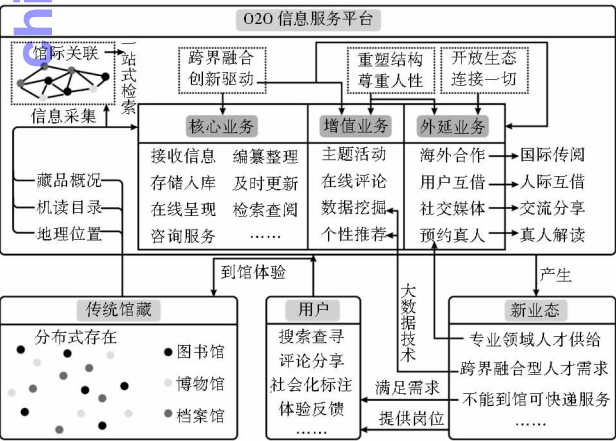 O2O 信息服务平台
馆际关联
一站式检索
信息采集
藏品概况
机读目录
地理位置
跨界融合
创新驱动
重塑结构
尊重人性
开放生态
连接一切
核心业务
接收信息 编纂整理
存储入库 及时更新
在线呈现 检索查阅
咨询服务 ……
增值业务
主题活动
在线评论
数据挖掘
个性推荐
外延业务
海外合作 国际传阅
用户互借 人际互借
社交媒体 交流分享
预约真人 真人解读
到馆体验
产生
大数据技术
传统馆藏
分布式存在
图书馆
博物馆
档案馆
用户
搜索查寻
评论分享
社会化标注
体验反馈
……
满足需求
提供岗位
新业态
专业领域人才供给
跨界融合型人才需求
不能到馆可快递服务
……
chi